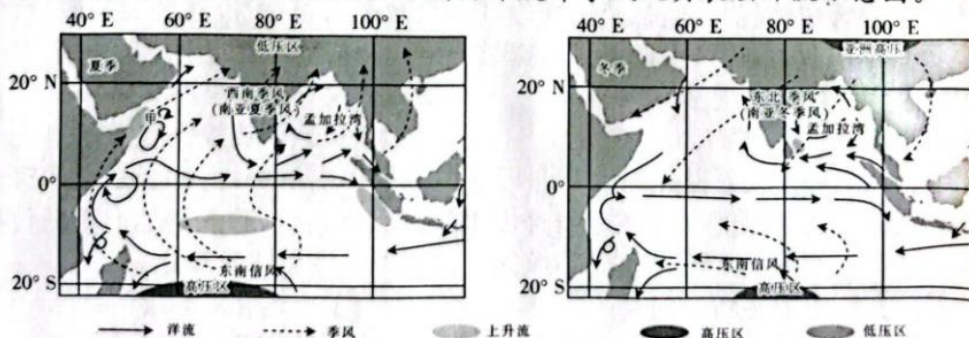 示意图。
40° E 60° E 80° E 100° E
夏季
低压区
20° N
西南季风
(南亚夏季风)
孟加拉湾
甲
0°
东南信风
20° S
高压区
40° E 60° E 80° E 100° E
冬季
亚洲高压
20° N
东北季风
(南亚冬季风)
孟加拉湾
0°
东南信风
20° S
高压区
洋流 季风 上升流 高压区 低压区